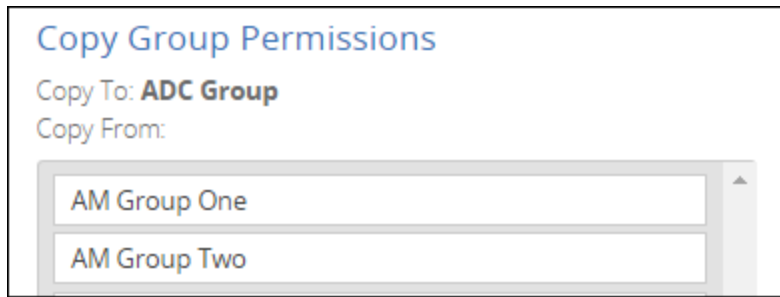 Copy Group Permissions
Copy To: ADC Group
Copy From:
AM Group One
AM Group Two